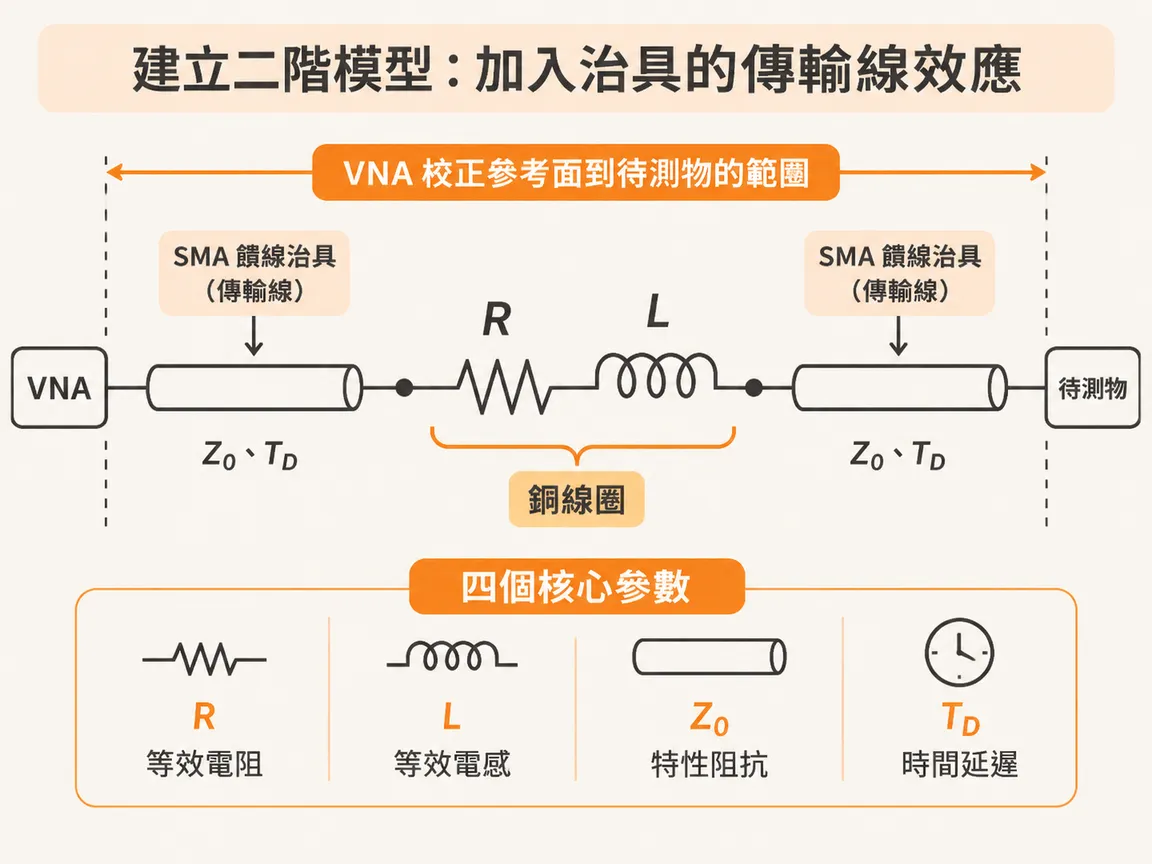 建立二階模型：加入治具的傳輸線效應
VNA 校正參考面到待測物的範圍
SMA 饋線治具
（傳輸線）
SMA 饋線治具
（傳輸線）
R
L
VNA
待測物
Z₀、T_D
Z₀、T_D
銅線圈
四個核心參數
R
L
Z₀
T_D
等效電阻
等效電感
特性阻抗
時間延遲